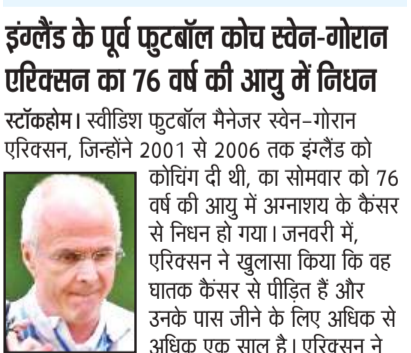 इंग्लैंड के पूर्व फुटबॉल कोच स्वेन-गोरान
एरिक्सन का 76 वर्ष की आयु में निधन
स्टॉकहोम। स्वीडिश फुटबॉल मैनेजर स्वेन-गोरान
एरिक्सन, जिन्होंने 2001 से 2006 तक इंग्लैंड को
कोचिंग दी थी, का सोमवार को 76
वर्ष की आयु में अग्नाशय के कैंसर
से निधन हो गया। जनवरी में,
एरिक्सन ने खुलासा किया कि वह
घातक कैंसर से पीड़ित हैं और
उनके पास जीने के लिए अधिक से
अधिक एक साल है। एरिक्सन ने